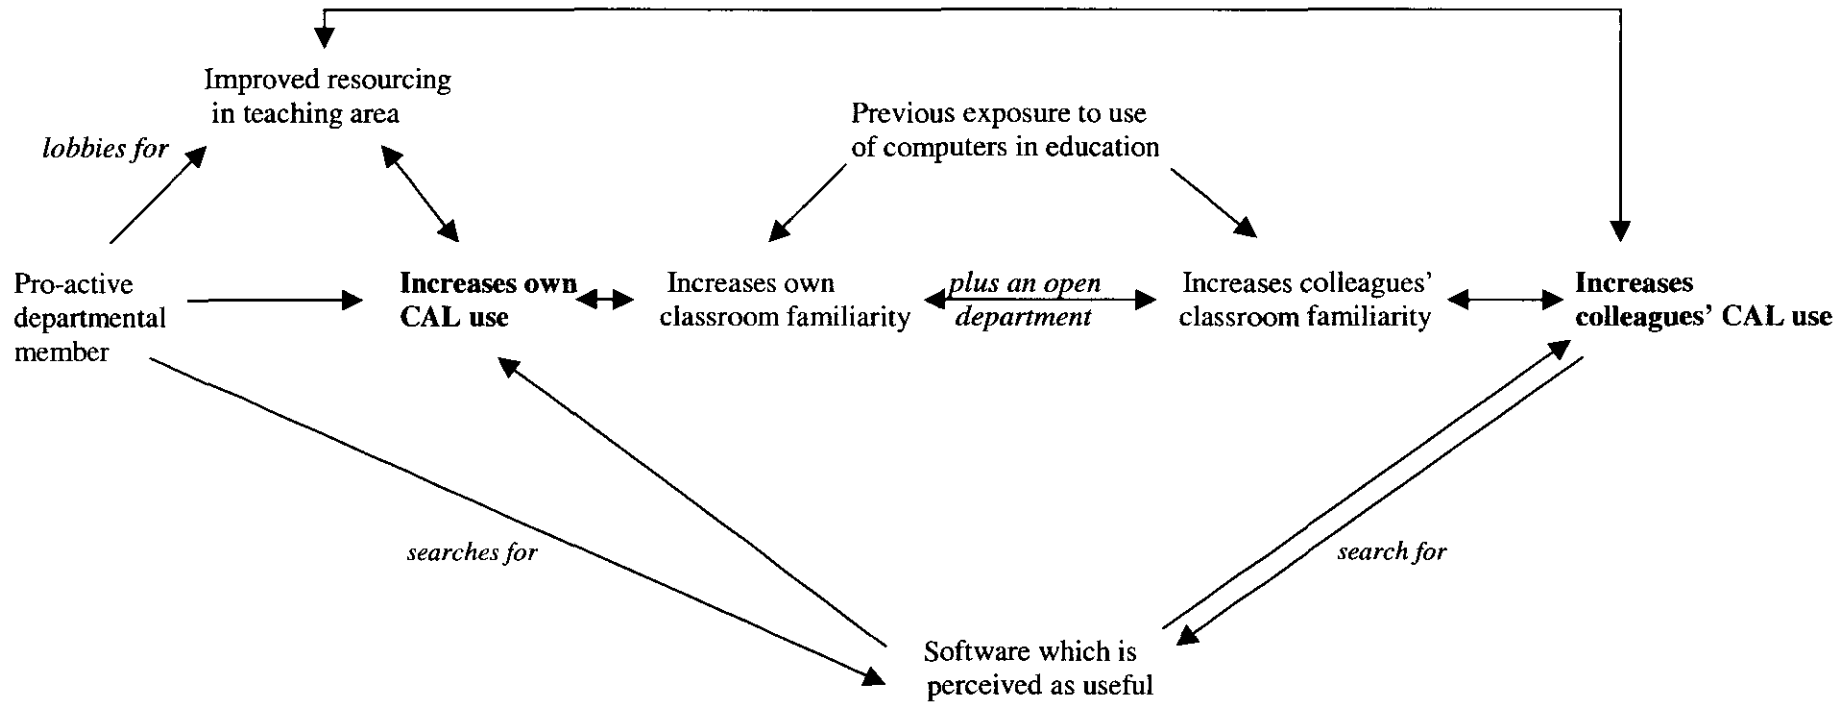 Improved resourcing
in teaching area
Previous exposure to use
of computers in education
lobbies for
Pro-active
departmental
member
Increases own
CAL use
Increases own
classroom familiarity
plus an open
department
Increases colleagues’
classroom familiarity
Increases
colleagues’ CAL use
searches for
search for
Software which is
perceived as useful